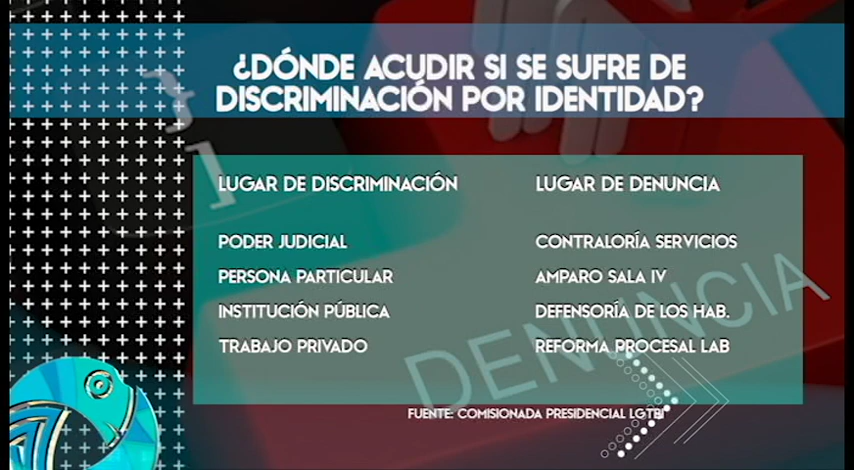 ¿DÓNDE ACUDIR SI SE SUFRE DE
DISCRIMINACIÓN POR IDENTIDAD?
LUGAR DE DISCRIMINACIÓN LUGAR DE DENUNCIA
PODER JUDICIAL CONTRALORÍA SERVICIOS
PERSONA PARTICULAR AMPARO SALA IV
INSTITUCIÓN PÚBLICA DEFENSORÍA DE LOS HAB.
TRABAJO PRIVADO REFORMA PROCESAL LAB
DENUNCIA
FUENTE: COMISIONADA PRESIDENCIAL LGTBI
} ]